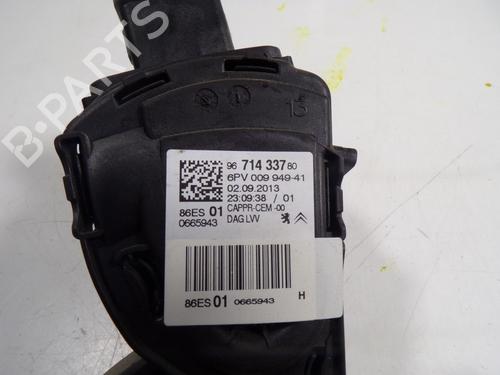 B-PARTS
15
96 714 337 80
6PV 009 949-41
02.09.2013
23:09:38 / 01
86ES 01 CAPPR-CEM-00
0665943 DAG LVV
86ES 01 0665943 H